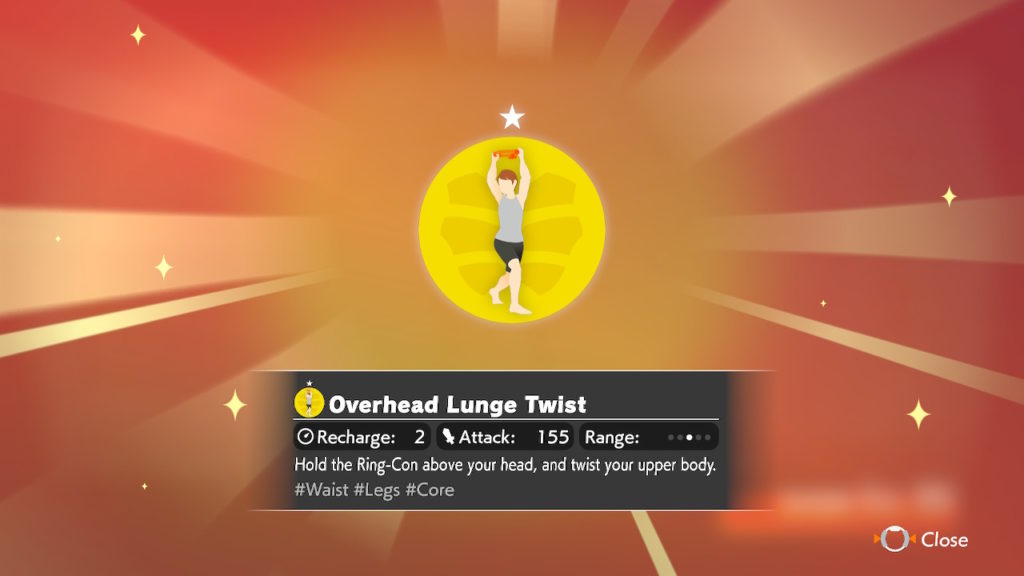 Overhead Lunge Twist
Recharge: 2 Attack: 155 Range:
Hold the Ring-Con above your head, and twist your upper body.
#Waist #Legs #Core
Close